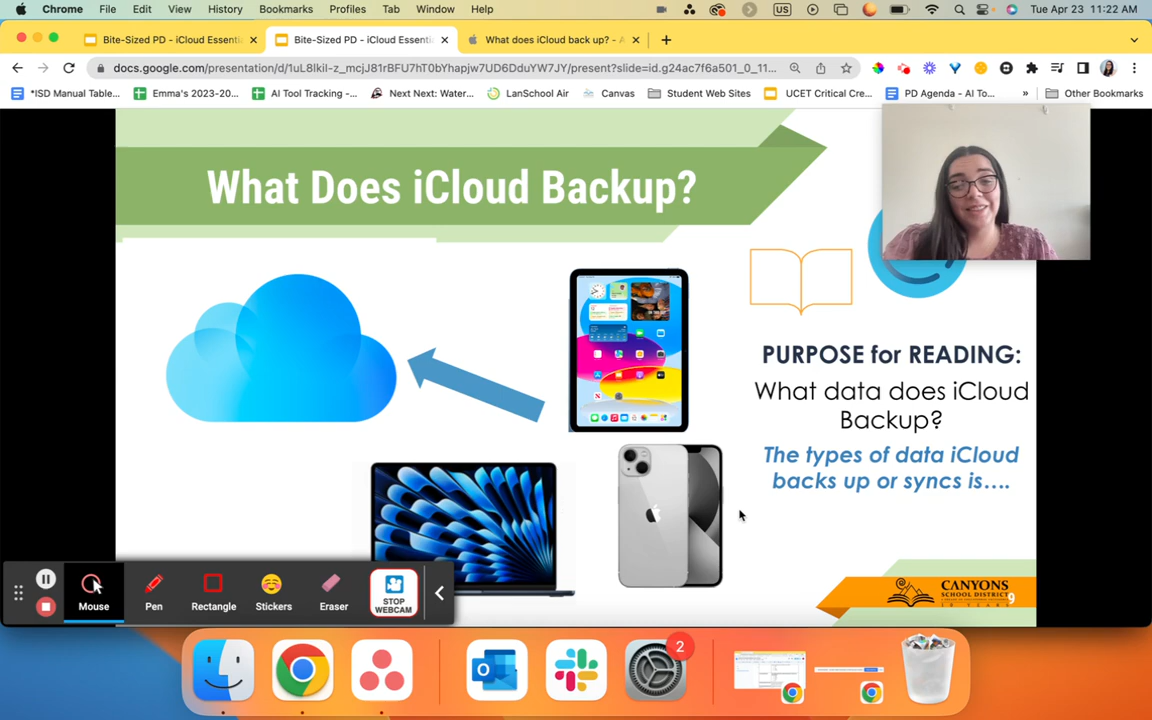 Chrome File Edit View History Bookmarks Profiles Tab Window Help US Tue Apr 23 11:22 AM
Bite-Sized PD - iCloud Essenti Bite-Sized PD - iCloud Essenti What does iCloud back up? - A
docs.google.com/presentation/d/1uL8lkiI-z_mcjJ81rBFU7hT0bYhapjw7UD6DduYW7JY/present?slide=id.g24ac7f6a501_0_11...
*ISD Manual Table... Emma's 2023-20... AI Tool Tracking -... Next Next: Water... LanSchool Air Canvas Student Web Sites UCET Critical Cre... PD Agenda - AI To... » Other Bookmarks
What Does iCloud Backup?
PURPOSE for READING:
What data does iCloud
Backup?
The types of data iCloud
backs up or syncs is....
Mouse Pen Rectangle Stickers Eraser STOP
WEBCAM
CANYONS
SCHOOL DISTRICT
9
2